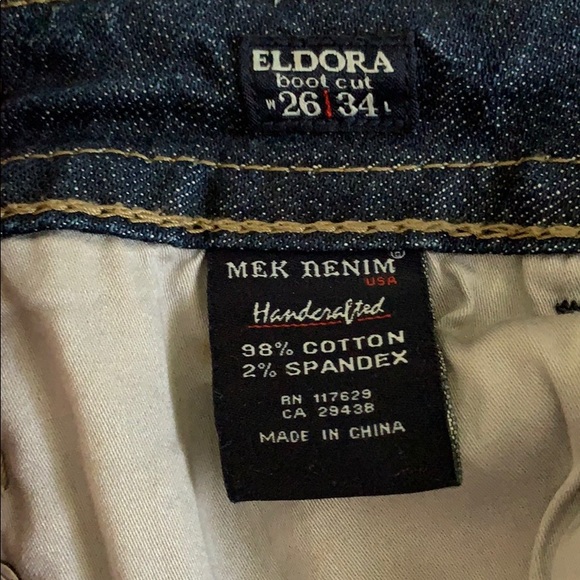 ELDORA
boot cut
W 26|34 L
MEK DENIM®
USA
Handcrafted
98% COTTON
2% SPANDEX
RN 117629
CA 29438
MADE IN CHINA